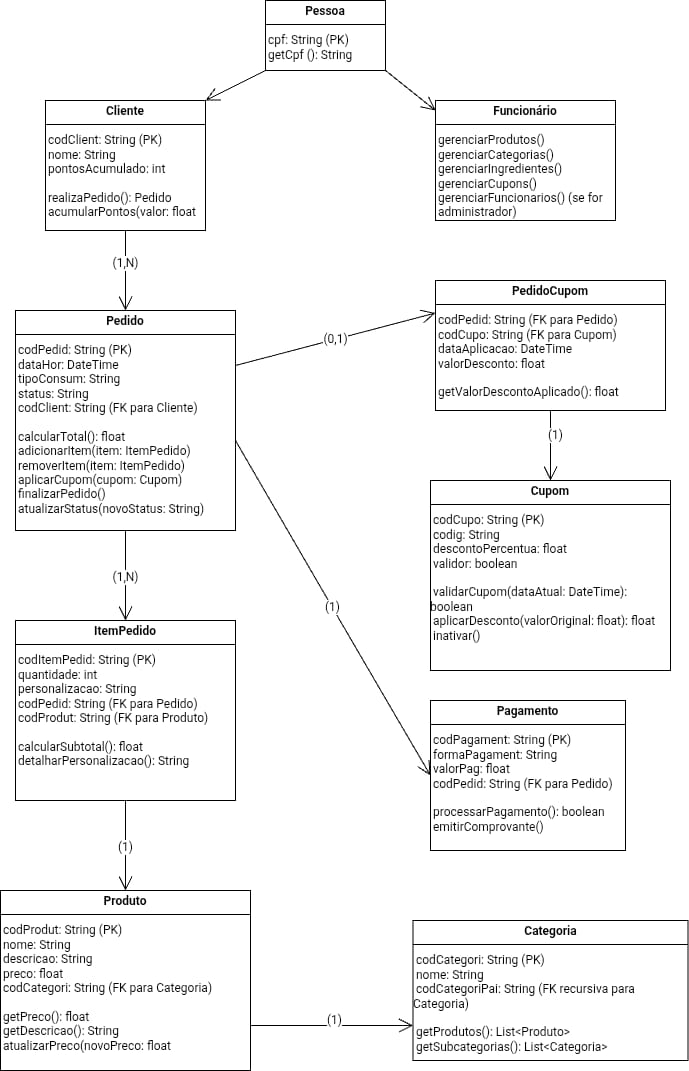 Pessoa
cpf: String (PK)
getCpf (): String
Cliente
codClient: String (PK)
nome: String
pontosAcumulado: int
realizaPedido(): Pedido
acumularPontos(valor: float
Funcionário
gerenciarProdutos()
gerenciarCategorias()
gerenciarIngredientes()
gerenciarCupons()
gerenciarFuncionarios() (se for
administrador)
(1,N)
Pedido
codPedid: String (PK)
dataHor: DateTime
tipoConsum: String
status: String
codClient: String (FK para Cliente)
calcularTotal(): float
adicionarItem(item: ItemPedido)
removerItem(item: ItemPedido)
aplicarCupom(cupom: Cupom)
finalizarPedido()
atualizarStatus(novoStatus: String)
(0,1)
PedidoCupom
codPedid: String (FK para Pedido)
codCupo: String (FK para Cupom)
dataAplicacao: DateTime
valorDesconto: float
getValorDescontoAplicado(): float
(1)
Cupom
codCupo: String (PK)
codig: String
descontoPercentua: float
validor: boolean
validarCupom(dataAtual: DateTime):
boolean
aplicarDesconto(valorOriginal: float): float
inativar()
(1,N)
(1)
ItemPedido
codItemPedid: String (PK)
quantidade: int
personalizacao: String
codPedid: String (FK para Pedido)
codProdut: String (FK para Produto)
calcularSubtotal(): float
detalharPersonalizacao(): String
Pagamento
codPagament: String (PK)
formaPagament: String
valorPag: float
codPedid: String (FK para Pedido)
processarPagamento(): boolean
emitirComprovante()
(1)
Produto
codProdut: String (PK)
nome: String
descricao: String
preco: float
codCategori: String (FK para Categoria)
getPreco(): float
getDescricao(): String
atualizarPreco(novoPreco: float
(1)
Categoria
codCategori: String (PK)
nome: String
codCategoriPai: String (FK recursiva para
Categoria)
getProdutos(): List<Produto>
getSubcategorias(): List<Categoria>